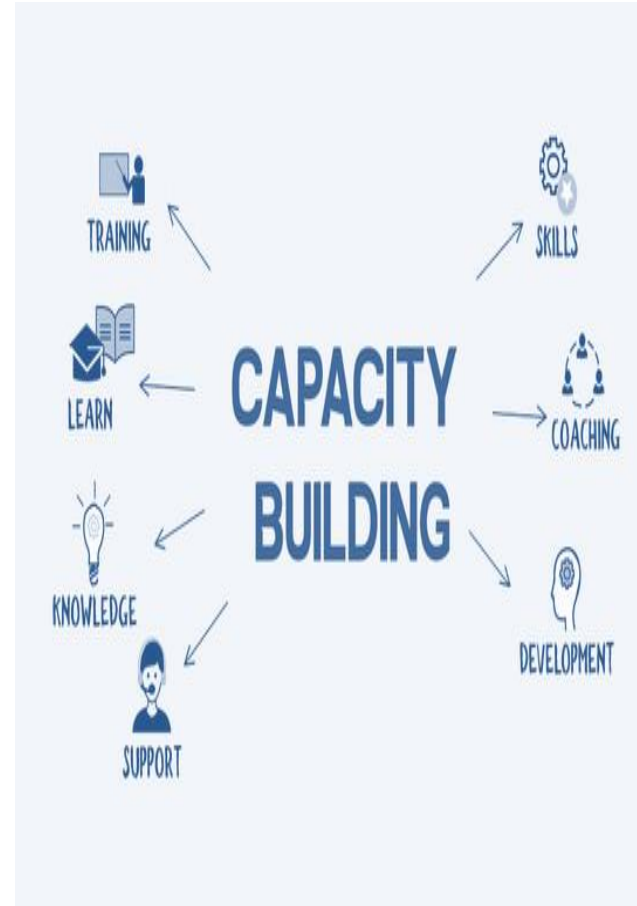 TRAINING
SKILLS
LEARN
CAPACITY
BUILDING
COACHING
KNOWLEDGE
DEVELOPMENT
SUPPORT